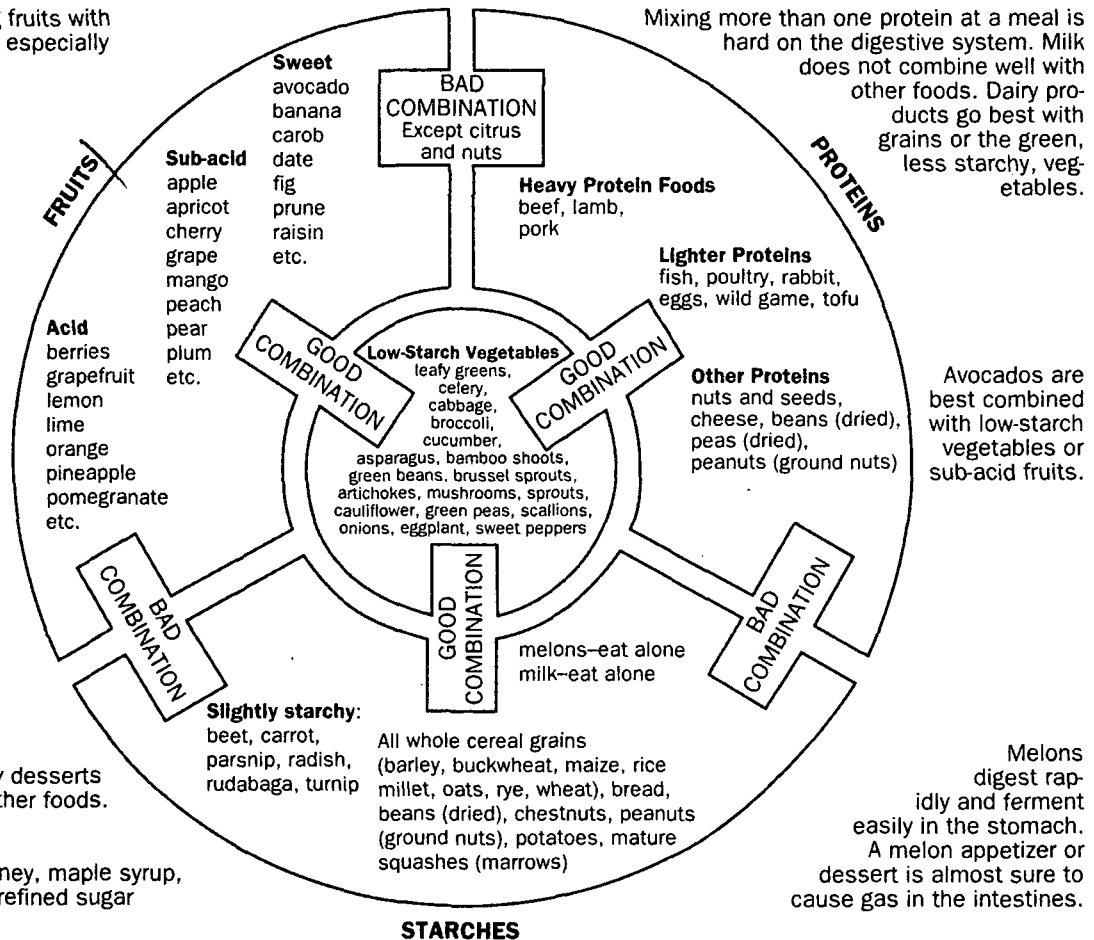 fruits with
especially
Mixing more than one protein at a meal is
hard on the digestive system. Milk
does not combine well with
other foods. Dairy pro-
ducts go best with
grains or the green,
less starchy, veg-
etables.
FRUITS
PROTEINS
BAD
COMBINATION
Except citrus
and nuts
Sweet
avocado
banana
carob
date
fig
prune
raisin
etc.
Sub-acid
apple
apricot
cherry
grape
mango
peach
pear
plum
etc.
Acid
berries
grapefruit
lemon
lime
orange
pineapple
pomegranate
etc.
Heavy Protein Foods
beef, lamb,
pork
Lighter Proteins
fish, poultry, rabbit,
eggs, wild game, tofu
Other Proteins
nuts and seeds,
cheese, beans (dried),
peas (dried),
peanuts (ground nuts)
Avocados are
best combined
with low-starch
vegetables or
sub-acid fruits.
GOOD
COMBINATION
GOOD
COMBINATION
Low-Starch Vegetables
leafy greens,
celery,
cabbage,
broccoli,
cucumber,
asparagus, bamboo shoots,
green beans, brussel sprouts,
artichokes, mushrooms, sprouts,
cauliflower, green peas, scallions,
onions, eggplant, sweet peppers
BAD
COMBINATION
GOOD
COMBINATION
BAD
COMBINATION
melons–eat alone
milk–eat alone
Slightly starchy:
beet, carrot,
parsnip, radish,
rudabaga, turnip
All whole cereal grains
(barley, buckwheat, maize, rice
millet, oats, rye, wheat), bread,
beans (dried), chestnuts, peanuts
(ground nuts), potatoes, mature
squashes (marrows)
desserts
foods.
maple syrup,
refined sugar
Melons
digest rap-
idly and ferment
easily in the stomach.
A melon appetizer or
dessert is almost sure to
cause gas in the intestines.
STARCHES